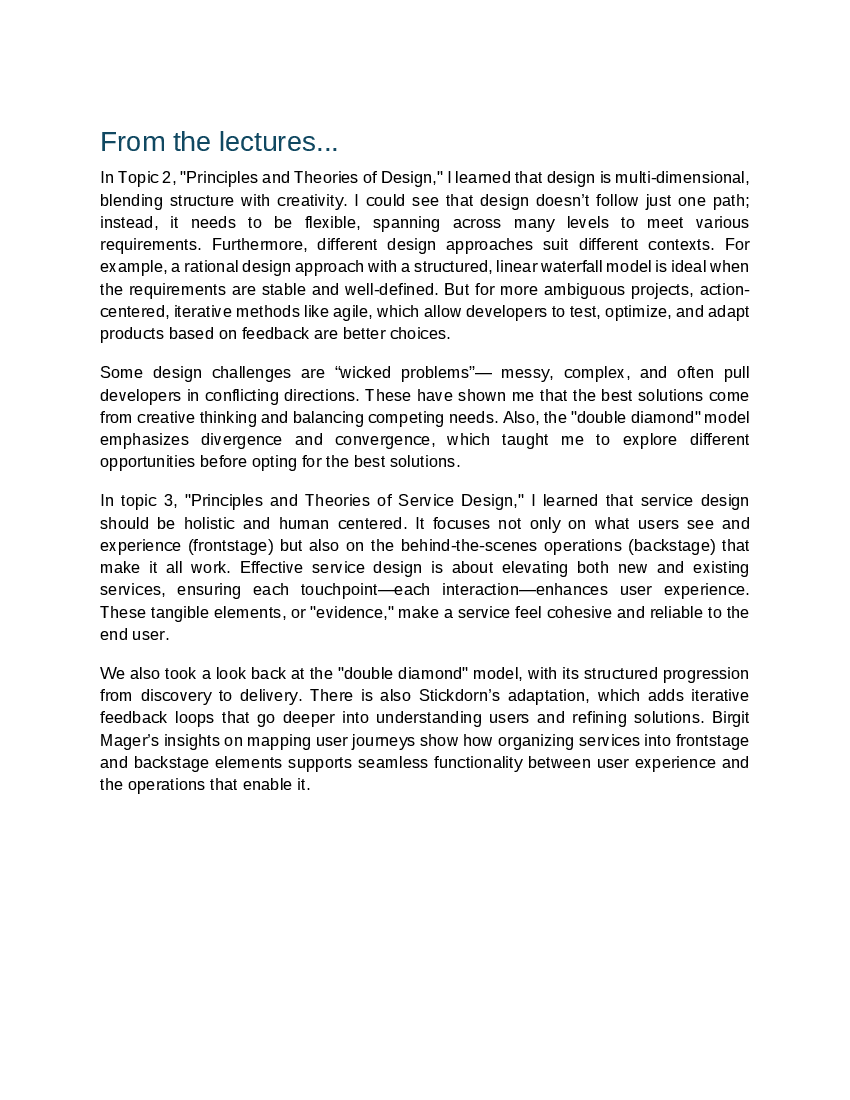 From the lectures...
In Topic 2, "Principles and Theories of Design," I learned that design is multi-dimensional,
blending structure with creativity. I could see that design doesn’t follow just one path;
instead, it needs to be flexible, spanning across many levels to meet various
requirements. Furthermore, different design approaches suit different contexts. For
example, a rational design approach with a structured, linear waterfall model is ideal when
the requirements are stable and well-defined. But for more ambiguous projects, action-
centered, iterative methods like agile, which allow developers to test, optimize, and adapt
products based on feedback are better choices.
Some design challenges are “wicked problems”— messy, complex, and often pull
developers in conflicting directions. These have shown me that the best solutions come
from creative thinking and balancing competing needs. Also, the "double diamond" model
emphasizes divergence and convergence, which taught me to explore different
opportunities before opting for the best solutions.
In topic 3, "Principles and Theories of Service Design," I learned that service design
should be holistic and human centered. It focuses not only on what users see and
experience (frontstage) but also on the behind-the-scenes operations (backstage) that
make it all work. Effective service design is about elevating both new and existing
services, ensuring each touchpoint—each interaction—enhances user experience.
These tangible elements, or "evidence," make a service feel cohesive and reliable to the
end user.
We also took a look back at the "double diamond" model, with its structured progression
from discovery to delivery. There is also Stickdorn’s adaptation, which adds iterative
feedback loops that go deeper into understanding users and refining solutions. Birgit
Mager's insights on mapping user journeys show how organizing services into frontstage
and backstage elements supports seamless functionality between user experience and
the operations that enable it.